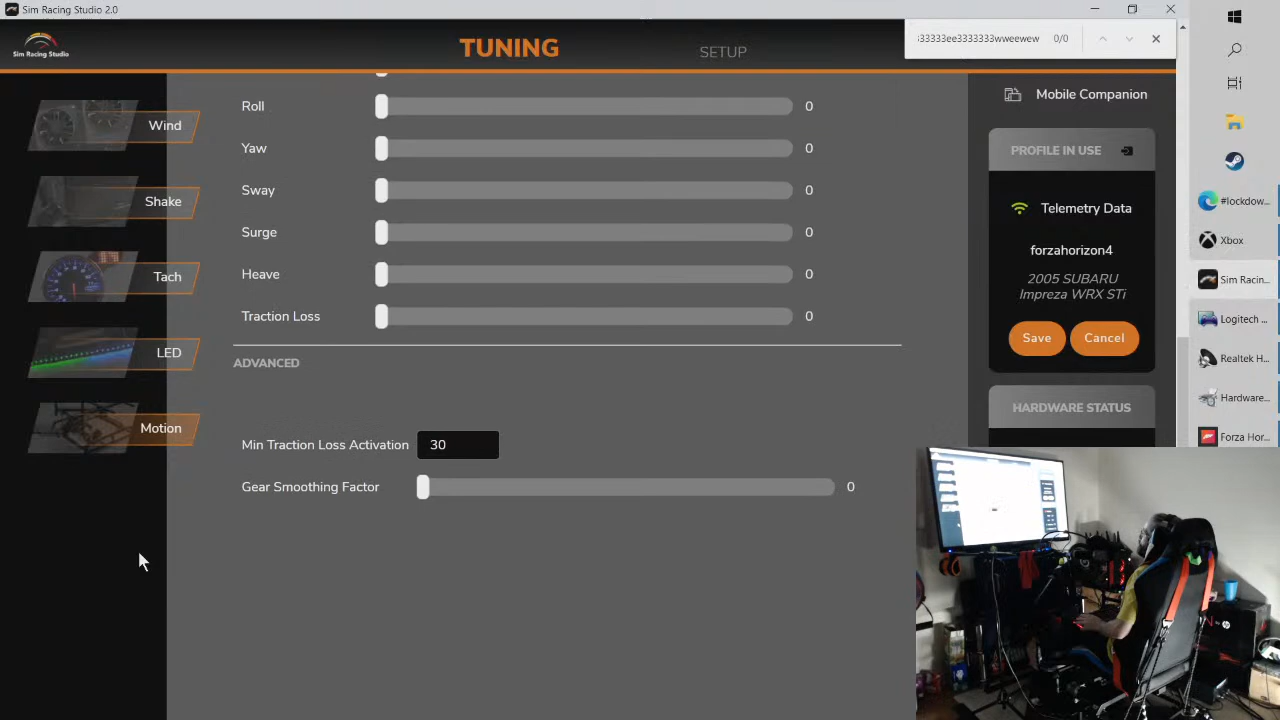 Sim Racing Studio 2.0
Sim Racing Studio
TUNING
SETUP
33333ee3333333wweewew 0/0
Wind
Shake
Tach
LED
Motion
Roll 0
Yaw 0
Sway 0
Surge 0
Heave 0
Traction Loss 0
ADVANCED
Min Traction Loss Activation 30
Gear Smoothing Factor 0
Mobile Companion
PROFILE IN USE
Telemetry Data
forzahorizon4
2005 SUBARU
Impreza WRX STi
Save Cancel
HARDWARE STATUS
#lockdow...
Xbox
Sim Racin...
Logitech ...
Realtek H...
Hardware...
Forza Hor...